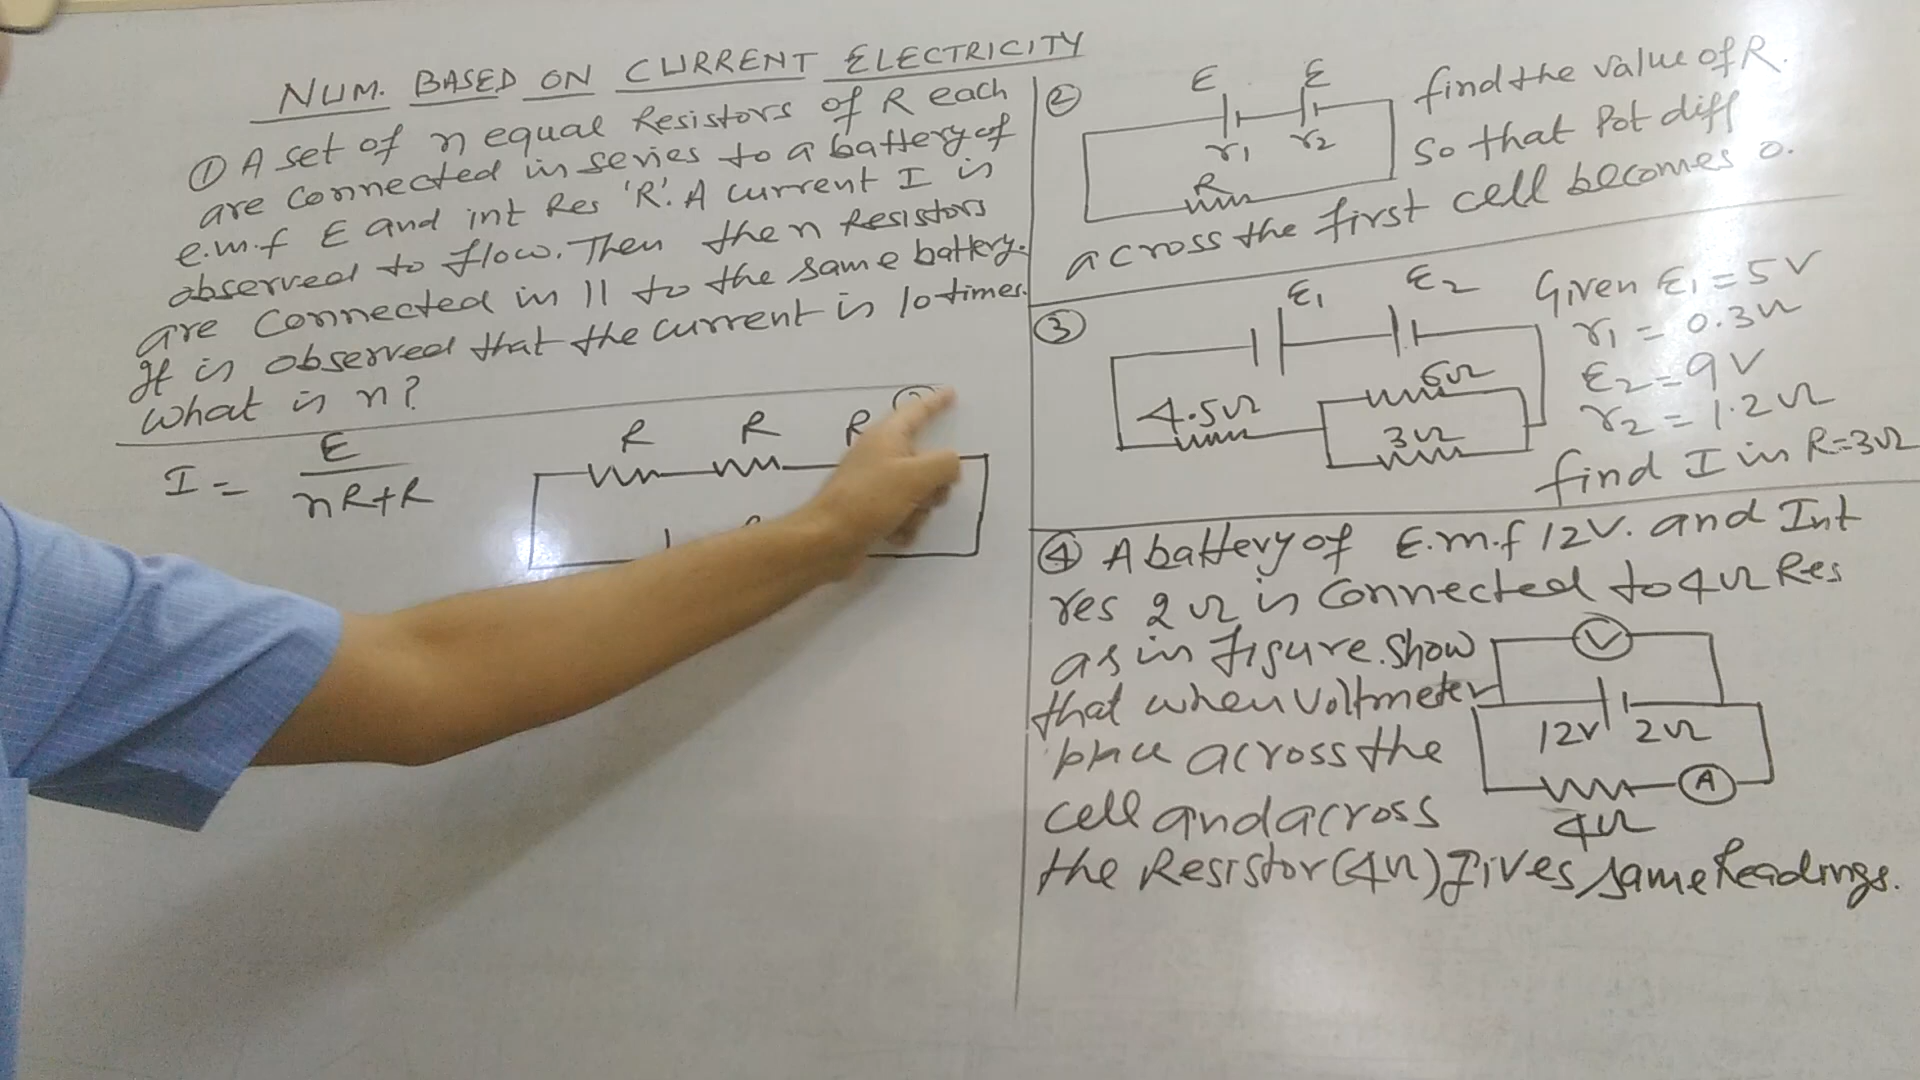 NUM. BASED ON CURRENT ELECTRICITY
① A set of n equal Resistors of R each
are connected in series to a battery of
e.m.f E and int Res 'R'. A current I is
observed to flow. Then the n Resistors
are connected in || to the same battery.
It is observed that the current is 10 times.
What is n?
I = E
nR+R
R R R
②
E E
r1 r2
R
find the value of R.
so that Pot diff
across the first cell becomes 0.
③
ε1 ε2
4.5Ω
6Ω
3Ω
Given ε1 = 5V
r1 = 0.3Ω
ε2 = 9V
r2 = 1.2Ω
find I in R=3Ω
④ A battery of E.m.f 12V. and Int
res 2Ω is connected to 4Ω Res
as in figure. Show
that when voltmeter
place across the
cell and across
the Resistor (4Ω) gives same Readings.
V
12V 2Ω
A
4Ω